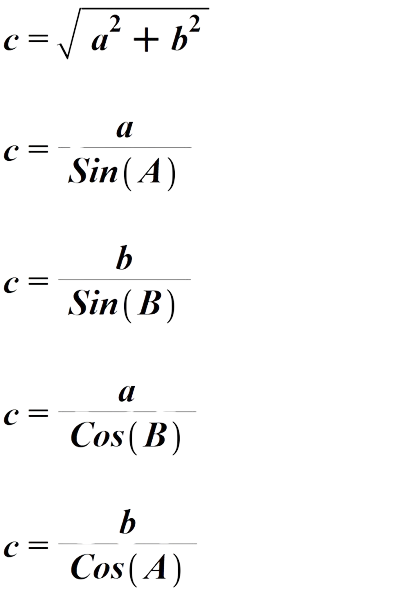 c = √(a² + b²)
c = a / Sin( A )
c = b / Sin( B )
c = a / Cos( B )
c = b / Cos( A )